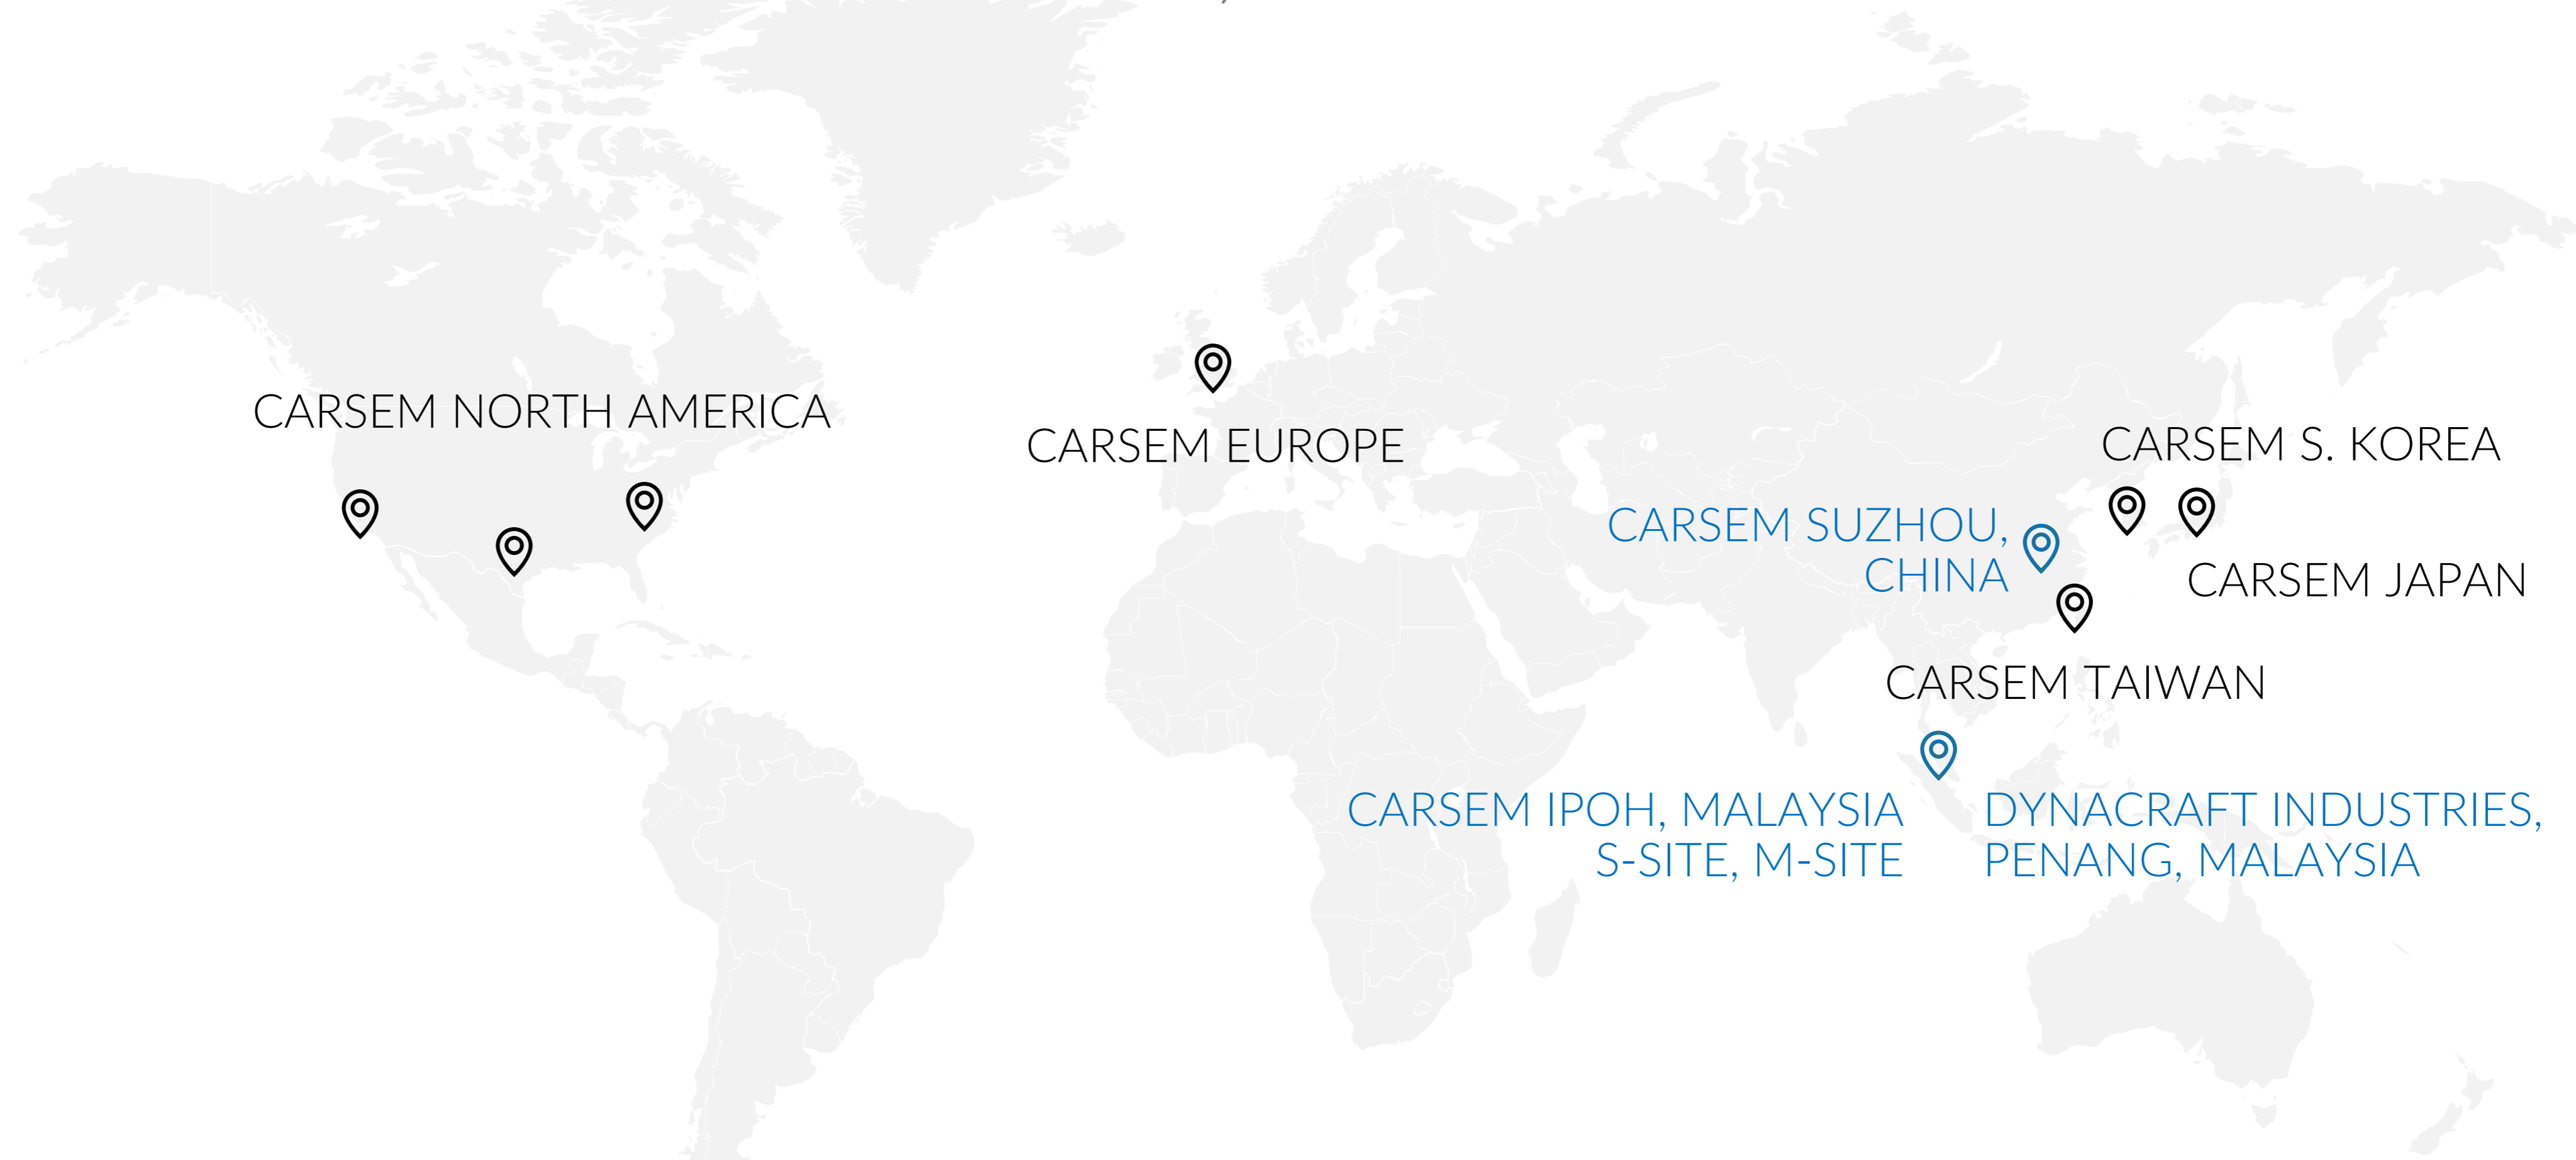 CARSEM NORTH AMERICA
CARSEM EUROPE
CARSEM S. KOREA
CARSEM SUZHOU,
CHINA
CARSEM JAPAN
CARSEM TAIWAN
CARSEM IPOH, MALAYSIA
S-SITE, M-SITE
DYNACRAFT INDUSTRIES,
PENANG, MALAYSIA